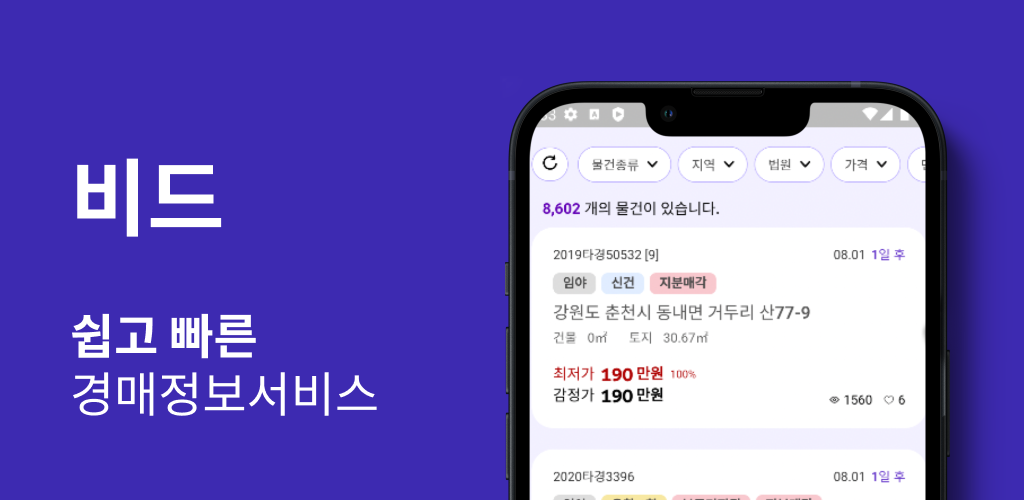 비드
쉽고 빠른
경매정보서비스
물건종류 지역 법원 가격
8,602 개의 물건이 있습니다.
2019타경50532 [9] 08.01 1일 후
임야 신건 지분매각
강원도 춘천시 동내면 거두리 산77-9
건물 0㎡ 토지 30.67㎡
최저가 190 만원 100%
감정가 190 만원
1560 6
2020타경3396 08.01 1일 후